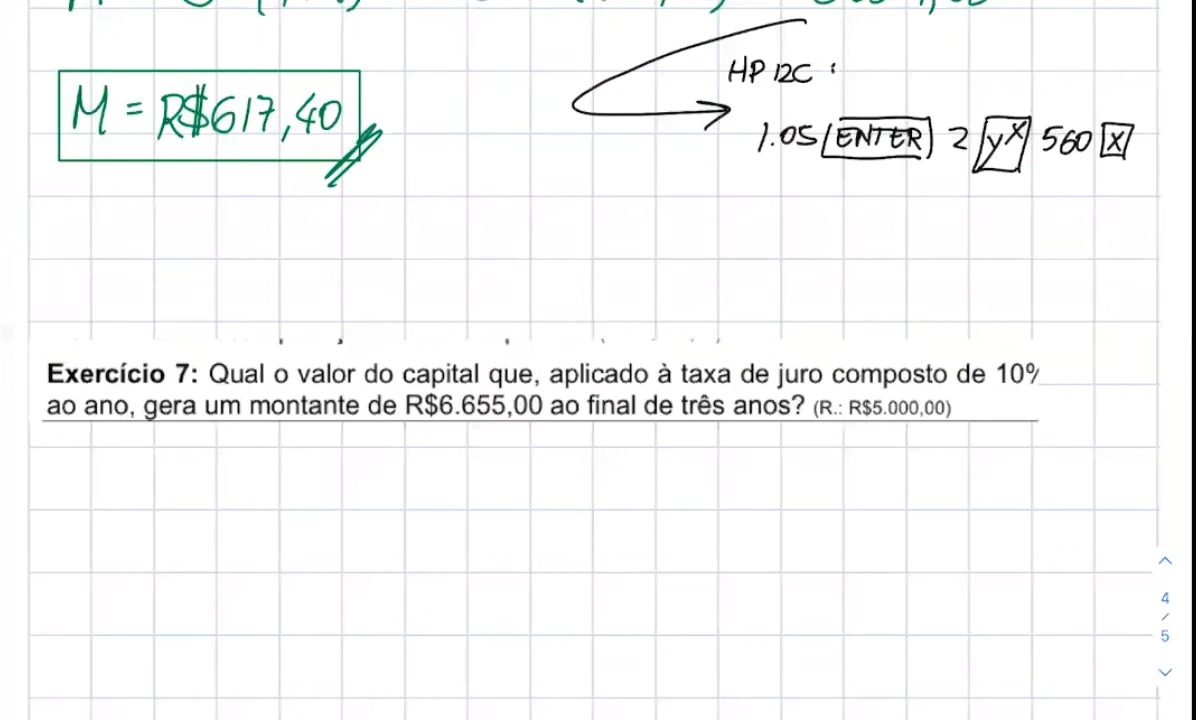 HP 12C :
M = R$617,40
1.05 ENTER 2 yˣ 560 X
Exercício 7: Qual o valor do capital que, aplicado à taxa de juro composto de 10%
ao ano, gera um montante de R$6.655,00 ao final de três anos? (R.: R$5.000,00)
4
/
5